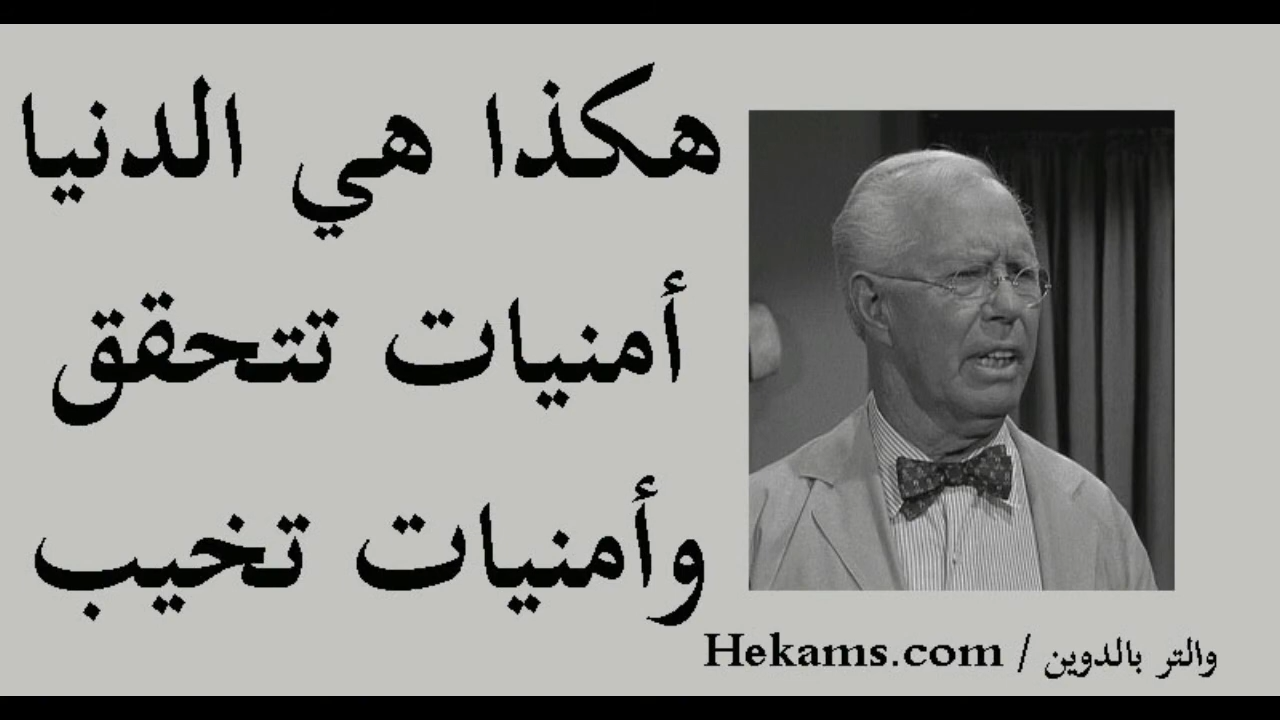 هكذا هي الدنيا
أمنيات تتحقق
وأمنيات تخيب
والتر بالدوين / Hekams.com